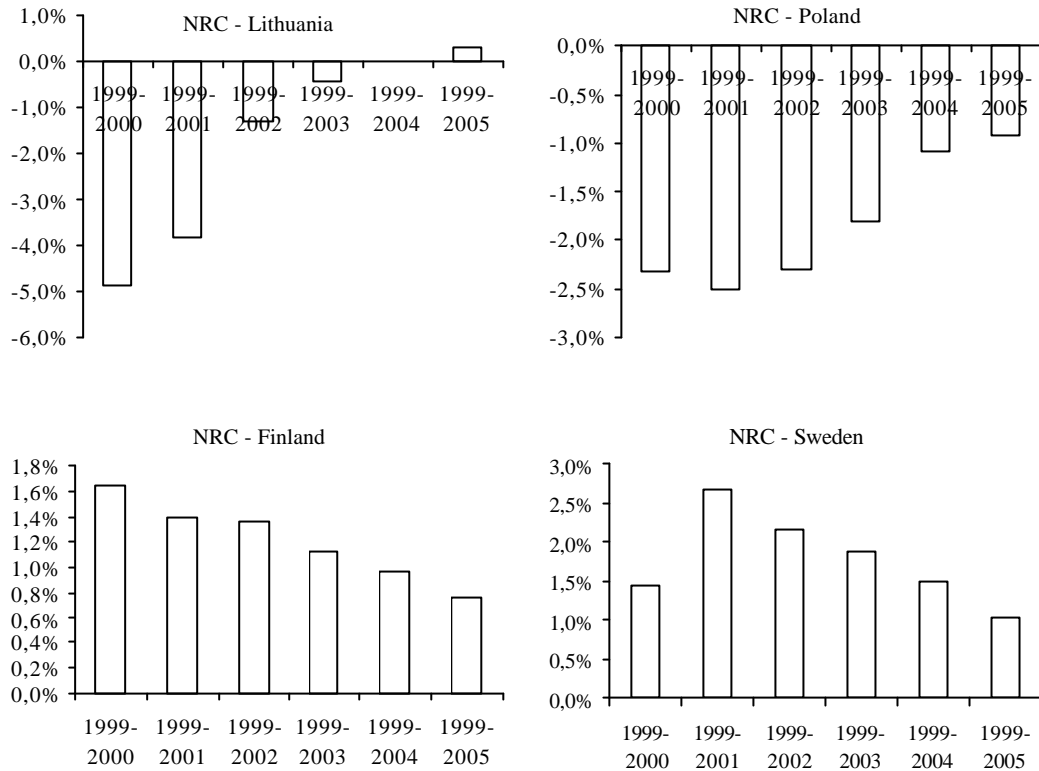 NRC - Lithuania
1,0%
0,0%
-1,0%
-2,0%
-3,0%
-4,0%
-5,0%
-6,0%
1999- 1999- 1999- 1999- 1999- 1999-
2000 2001 2002 2003 2004 2005
NRC - Poland
0,0%
-0,5%
-1,0%
-1,5%
-2,0%
-2,5%
-3,0%
1999- 1999- 1999- 1999- 1999- 1999-
2000 2001 2002 2003 2004 2005
NRC - Finland
1,8%
1,6%
1,4%
1,2%
1,0%
0,8%
0,6%
0,4%
0,2%
0,0%
1999- 1999- 1999- 1999- 1999- 1999-
2000 2001 2002 2003 2004 2005
NRC - Sweden
3,0%
2,5%
2,0%
1,5%
1,0%
0,5%
0,0%
1999- 1999- 1999- 1999- 1999- 1999-
2000 2001 2002 2003 2004 2005